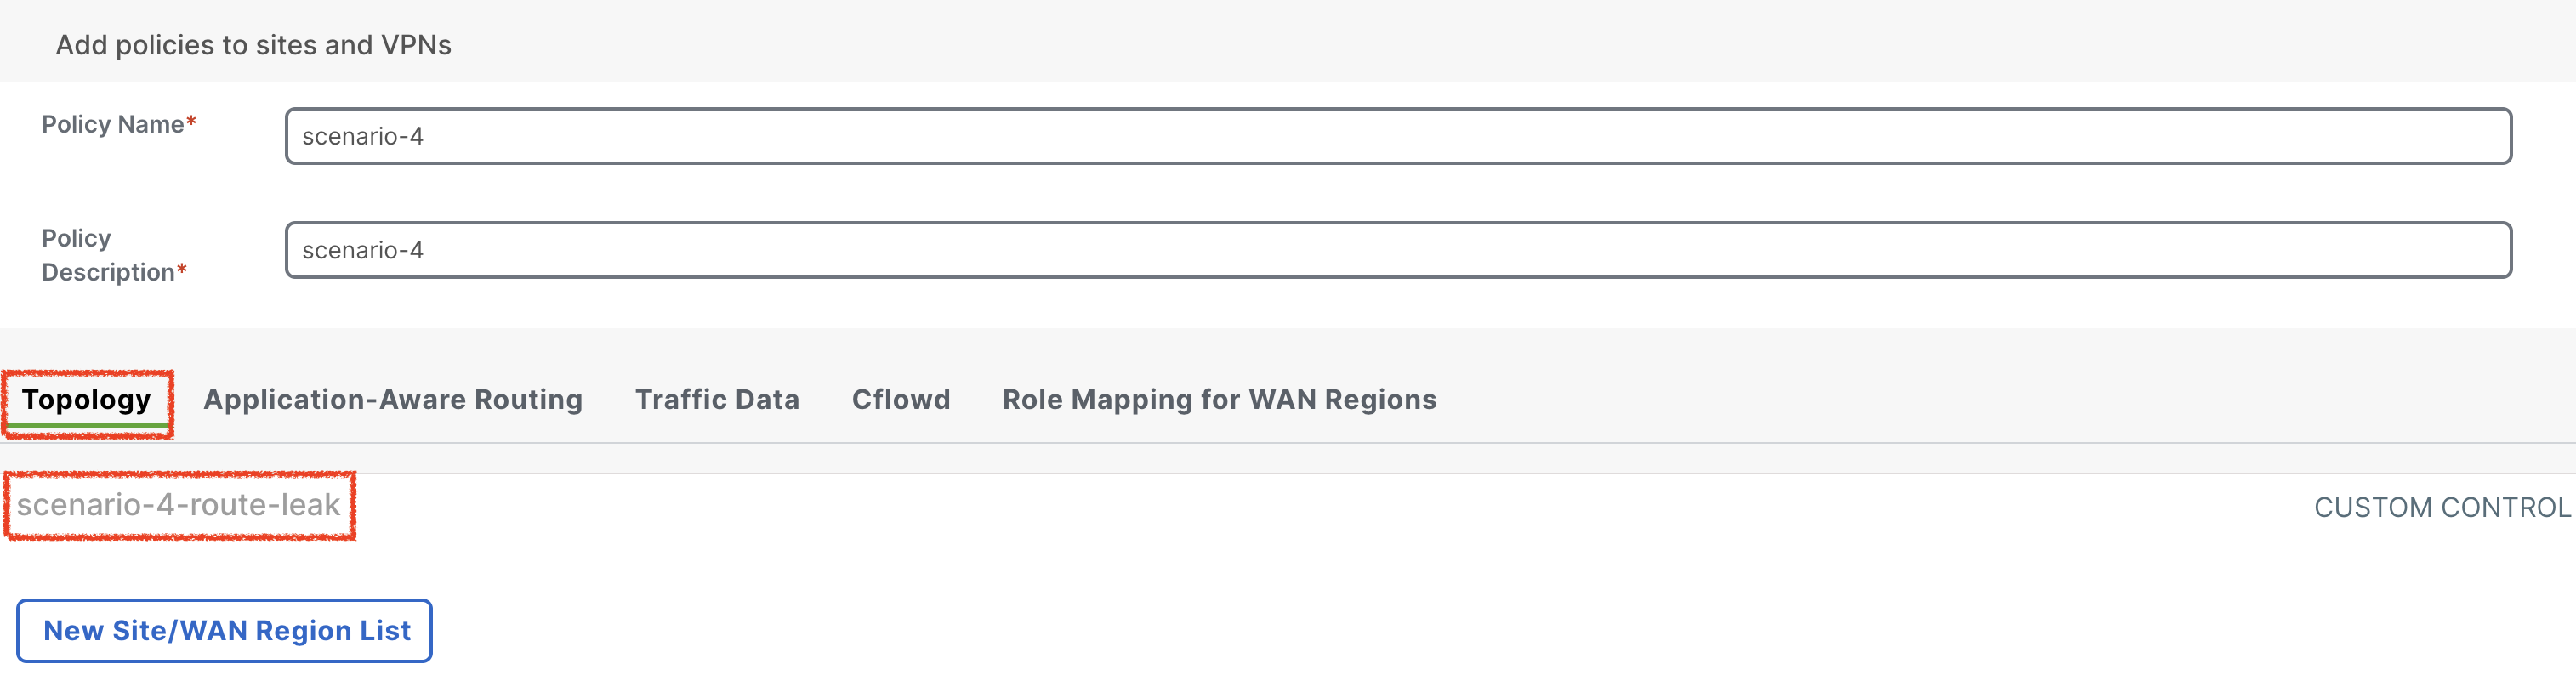 Add policies to sites and VPNs
Policy Name*
scenario-4
Policy
Description*
scenario-4
Topology Application-Aware Routing Traffic Data Cflowd Role Mapping for WAN Regions
scenario-4-route-leak CUSTOM CONTROL
New Site/WAN Region List